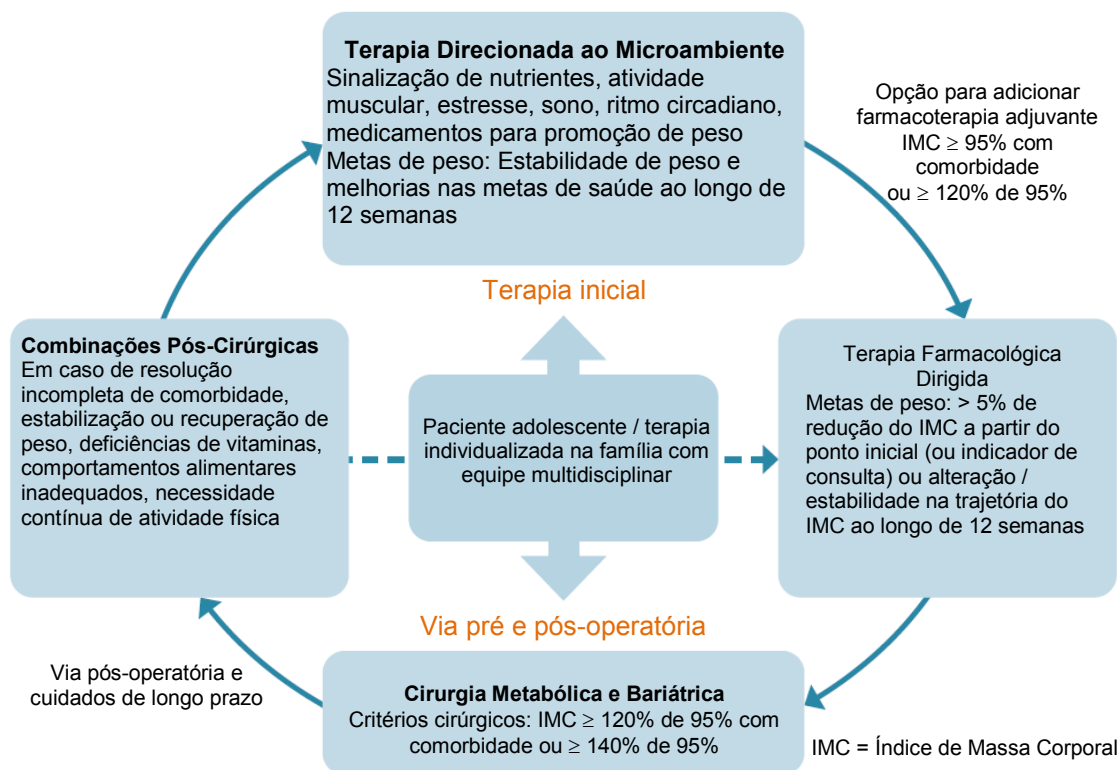 Terapia Direcionada ao Microambiente
Sinalização de nutrientes, atividade
muscular, estresse, sono, ritmo circadiano,
medicamentos para promoção de peso
Metas de peso: Estabilidade de peso e
melhorias nas metas de saúde ao longo de
12 semanas
Opção para adicionar
farmacoterapia adjuvante
IMC ≥ 95% com
comorbidade
ou ≥ 120% de 95%
Terapia inicial
Combinações Pós-Cirúrgicas
Em caso de resolução
incompleta de comorbidade,
estabilização ou recuperação de
peso, deficiências de vitaminas,
comportamentos alimentares
inadequados, necessidade
contínua de atividade física
Paciente adolescente / terapia
individualizada na família com
equipe multidisciplinar
Terapia Farmacológica
Dirigida
Metas de peso: > 5% de
redução do IMC a partir do
ponto inicial (ou indicador de
consulta) ou alteração /
estabilidade na trajetória do
IMC ao longo de 12 semanas
Via pré e pós-operatória
Via pós-operatória e
cuidados de longo prazo
Cirurgia Metabólica e Bariátrica
Critérios cirúrgicos: IMC ≥ 120% de 95% com
comorbidade ou ≥ 140% de 95%
IMC = Índice de Massa Corporal